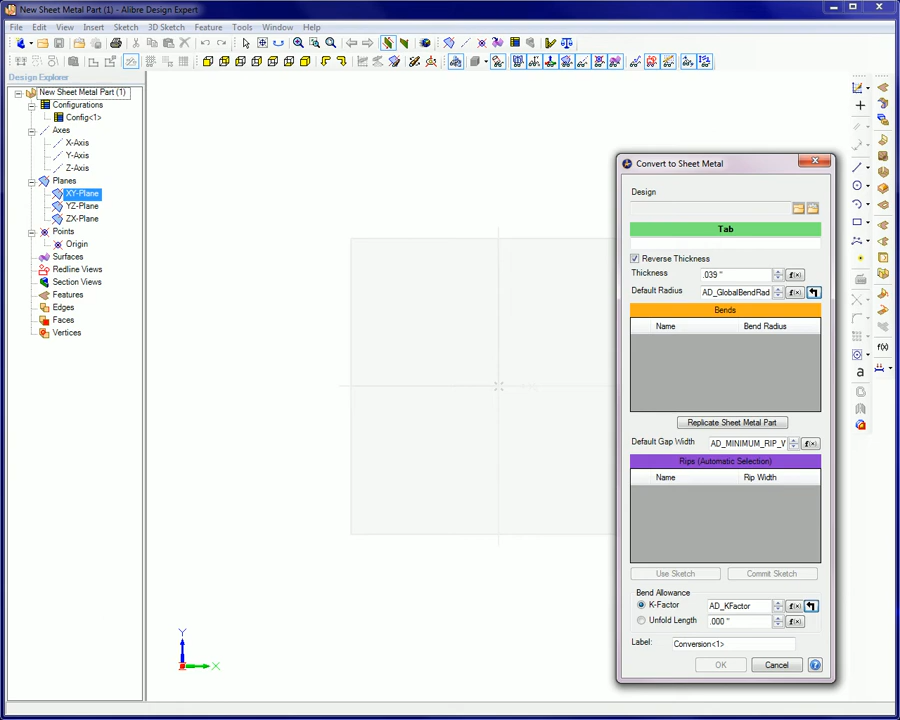 New Sheet Metal Part (1) - Alibre Design Expert
File Edit View Insert Sketch 3D Sketch Feature Tools Window Help
Design Explorer
New Sheet Metal Part (1)
Configurations
Config<1>
Axes
X-Axis
Y-Axis
Z-Axis
Planes
XY-Plane
YZ-Plane
ZX-Plane
Points
Origin
Surfaces
Redline Views
Section Views
Features
Edges
Faces
Vertices
Y
X
Convert to Sheet Metal
Design
Tab
Reverse Thickness
Thickness .039 " f(x)
Default Radius AD_GlobalBendRad f(x)
Bends
Name Bend Radius
Replicate Sheet Metal Part
Default Gap Width AD_MINIMUM_RIP_V f(x)
Rips (Automatic Selection)
Name Rip Width
Use Sketch Commit Sketch
Bend Allowance
K-Factor AD_KFactor f(x)
Unfold Length .000 " f(x)
Label: Conversion<1>
OK Cancel ?
f(x)
a